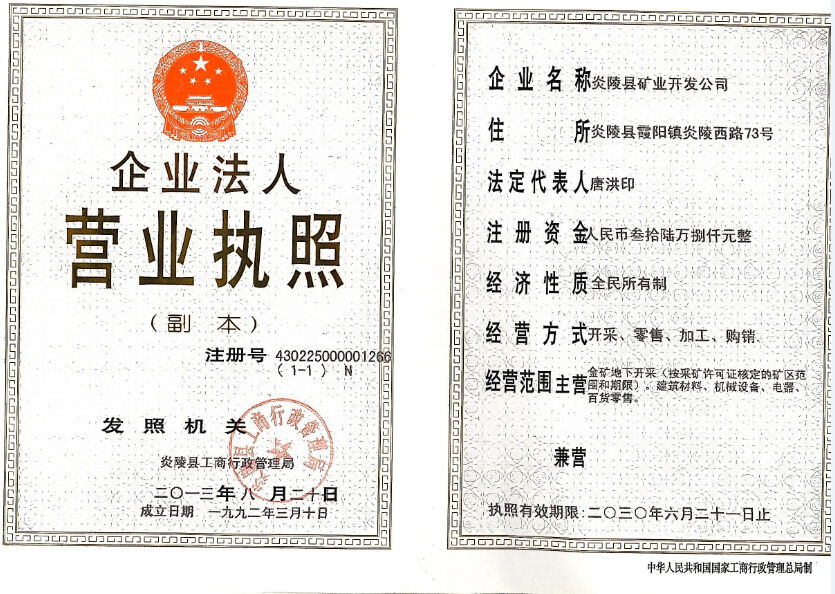 企业法人
营业执照
(副 本)
注册号 430225000001266
(1-1) N
发照机关
炎陵县工商行政管理局
炎陵县工商行政管理局
二〇一三年八月二十日
成立日期 一九九二年三月十日
企业名称 炎陵县矿业开发公司
住所 炎陵县霞阳镇炎陵西路73号
法定代表人 唐洪印
注册资金 人民币叁拾陆万捌仟元整
经济性质 全民所有制
经营方式 开采、零售、加工、购销.
经营范围 主营 金矿地下开采（按采矿许可证核定的矿区范
围和期限）。建筑材料、机械设备、电器、
百货零售。
兼营
执照有效期限:二〇三〇年六月二十一日止
中华人民共和国国家工商行政管理总局制